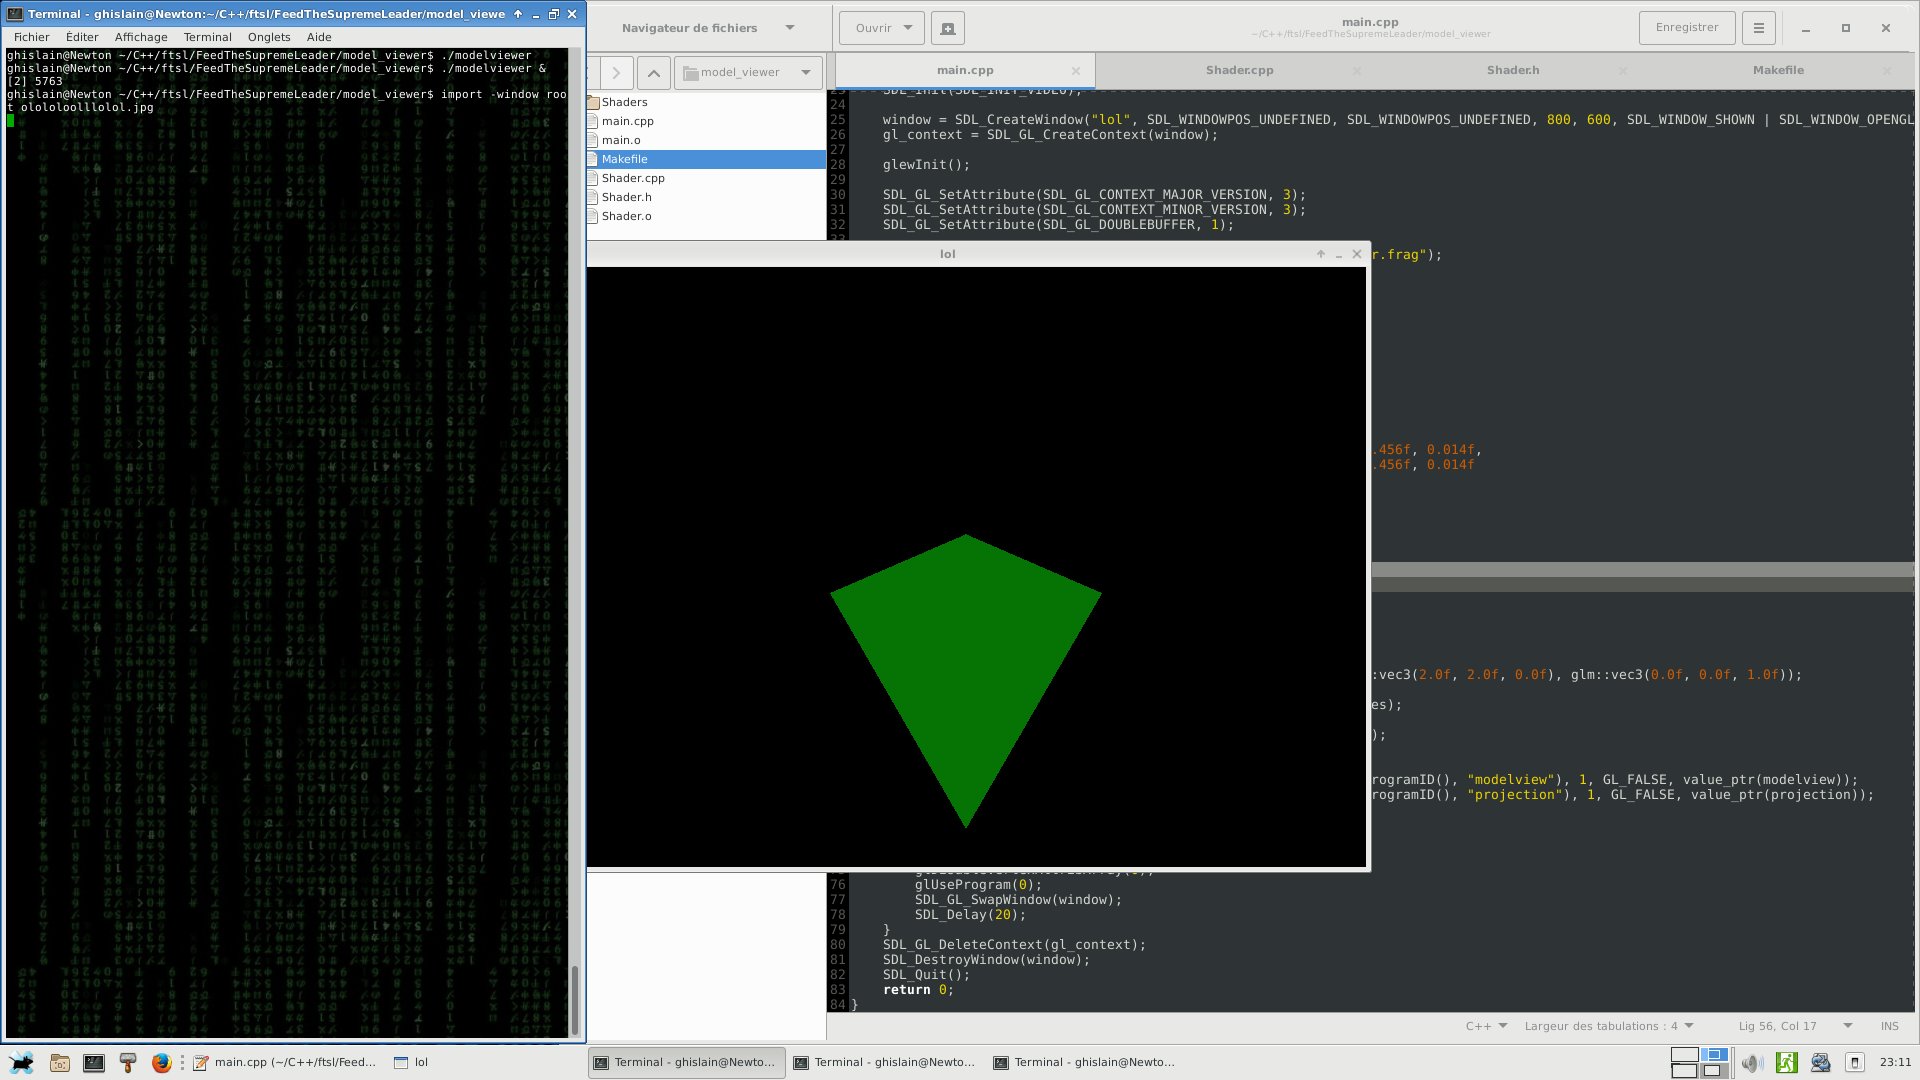 Terminal - ghislain@Newton:~/C++/ftsl/FeedTheSupremeLeader/model_viewe
Fichier Éditer Affichage Terminal Onglets Aide
ghislain@Newton ~/C++/ftsl/FeedTheSupremeLeader/model_viewer$ ./modelviewer
ghislain@Newton ~/C++/ftsl/FeedTheSupremeLeader/model_viewer$ ./modelviewer &
[2] 5763
ghislain@Newton ~/C++/ftsl/FeedTheSupremeLeader/model_viewer$ import -window roo
t olololoolllolol.jpg
Navigateur de fichiers
model_viewer
Shaders
main.cpp
main.o
Makefile
Shader.cpp
Shader.h
Shader.o
Ouvrir
main.cpp
~/C++/ftsl/FeedTheSupremeLeader/model_viewer
Enregistrer
main.cpp Shader.cpp Shader.h Makefile
23 SDL_Init(SDL_INIT_VIDEO);
24
25 window = SDL_CreateWindow("lol", SDL_WINDOWPOS_UNDEFINED, SDL_WINDOWPOS_UNDEFINED, 800, 600, SDL_WINDOW_SHOWN | SDL_WINDOW_OPENGL
26 gl_context = SDL_GL_CreateContext(window);
27
28 glewInit();
29
30 SDL_GL_SetAttribute(SDL_GL_CONTEXT_MAJOR_VERSION, 3);
31 SDL_GL_SetAttribute(SDL_GL_CONTEXT_MINOR_VERSION, 3);
32 SDL_GL_SetAttribute(SDL_GL_DOUBLEBUFFER, 1);
33
lol
r.frag");
.456f, 0.014f,
.456f, 0.014f
:vec3(2.0f, 2.0f, 0.0f), glm::vec3(0.0f, 0.0f, 1.0f));
es);
);
rogramID(), "modelview"), 1, GL_FALSE, value_ptr(modelview));
rogramID(), "projection"), 1, GL_FALSE, value_ptr(projection));
76 glUseProgram(0);
77 SDL_GL_SwapWindow(window);
78 SDL_Delay(20);
79 }
80 SDL_GL_DeleteContext(gl_context);
81 SDL_DestroyWindow(window);
82 SDL_Quit();
83 return 0;
84 }
C++ Largeur des tabulations : 4 Lig 56, Col 17 INS
main.cpp (~/C++/ftsl/Feed... lol Terminal - ghislain@Newto... Terminal - ghislain@Newto... Terminal - ghislain@Newto... 23:11